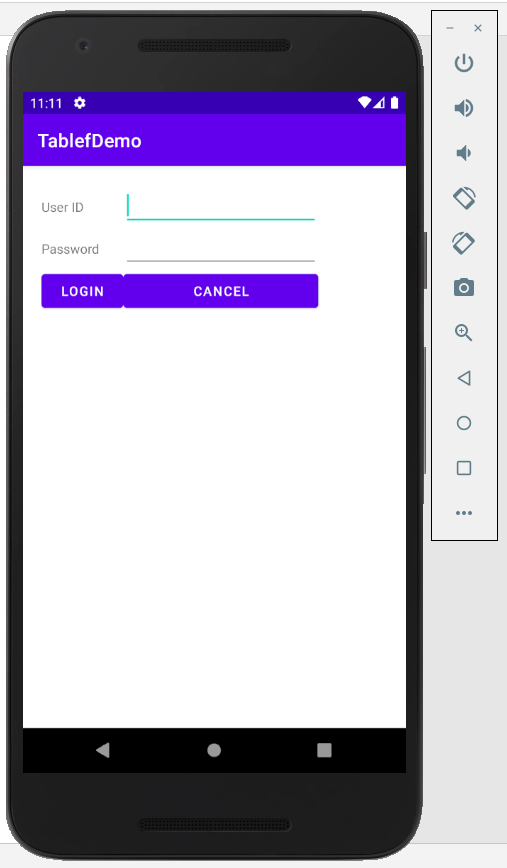 11:11
TablefDemo
User ID
Password
LOGIN CANCEL